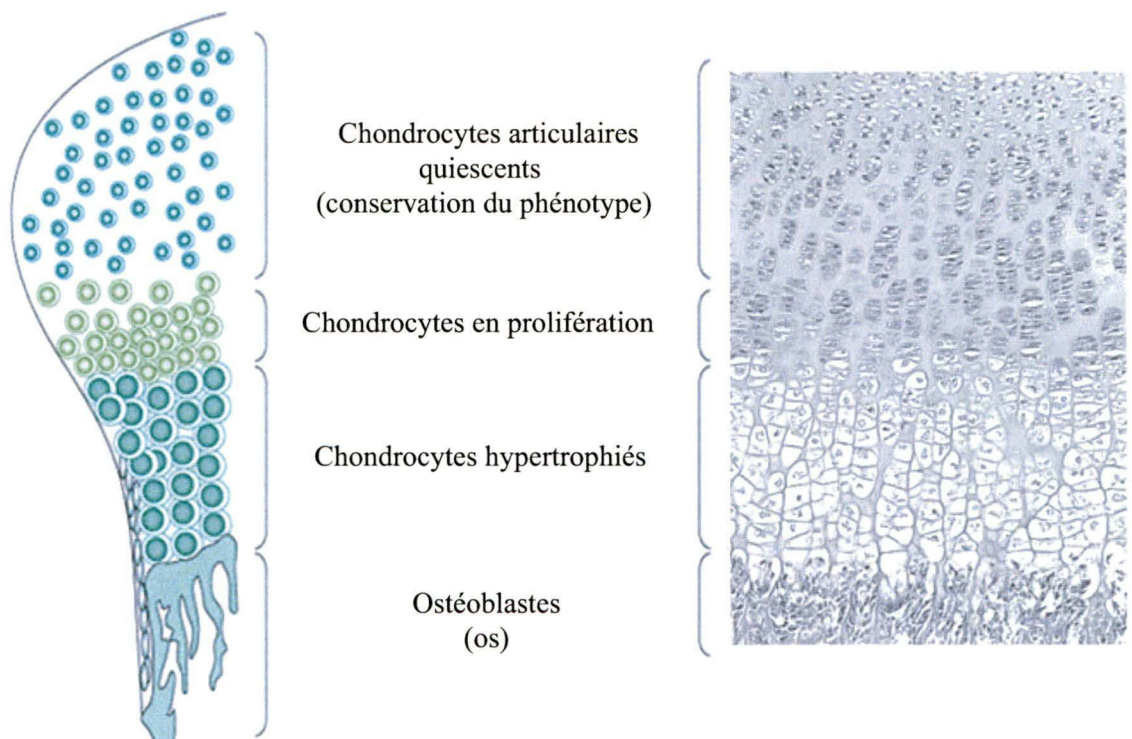 Chondrocytes articulaires
quiescents
(conservation du phénotype)
Chondrocytes en prolifération
Chondrocytes hypertrophiés
Ostéoblastes
(os)